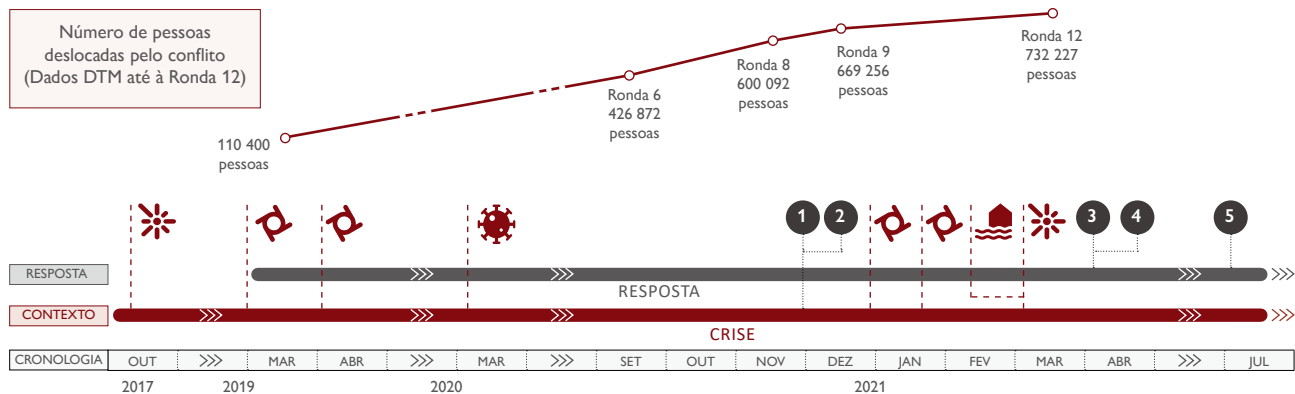 Número de pessoas
deslocadas pelo conflito
(Dados DTM até à Ronda 12)
110 400
pessoas
Ronda 6
426 872
pessoas
Ronda 8
600 092
pessoas
Ronda 9
669 256
pessoas
Ronda 12
732 227
pessoas
1
2
3
4
5
RESPOSTA
RESPOSTA
CONTEXTO
CRISE
CRONOLOGIA
OUT
MAR
ABR
MAR
SET
OUT
NOV
DEZ
JAN
FEV
MAR
ABR
JUL
2017
2019
2020
2021